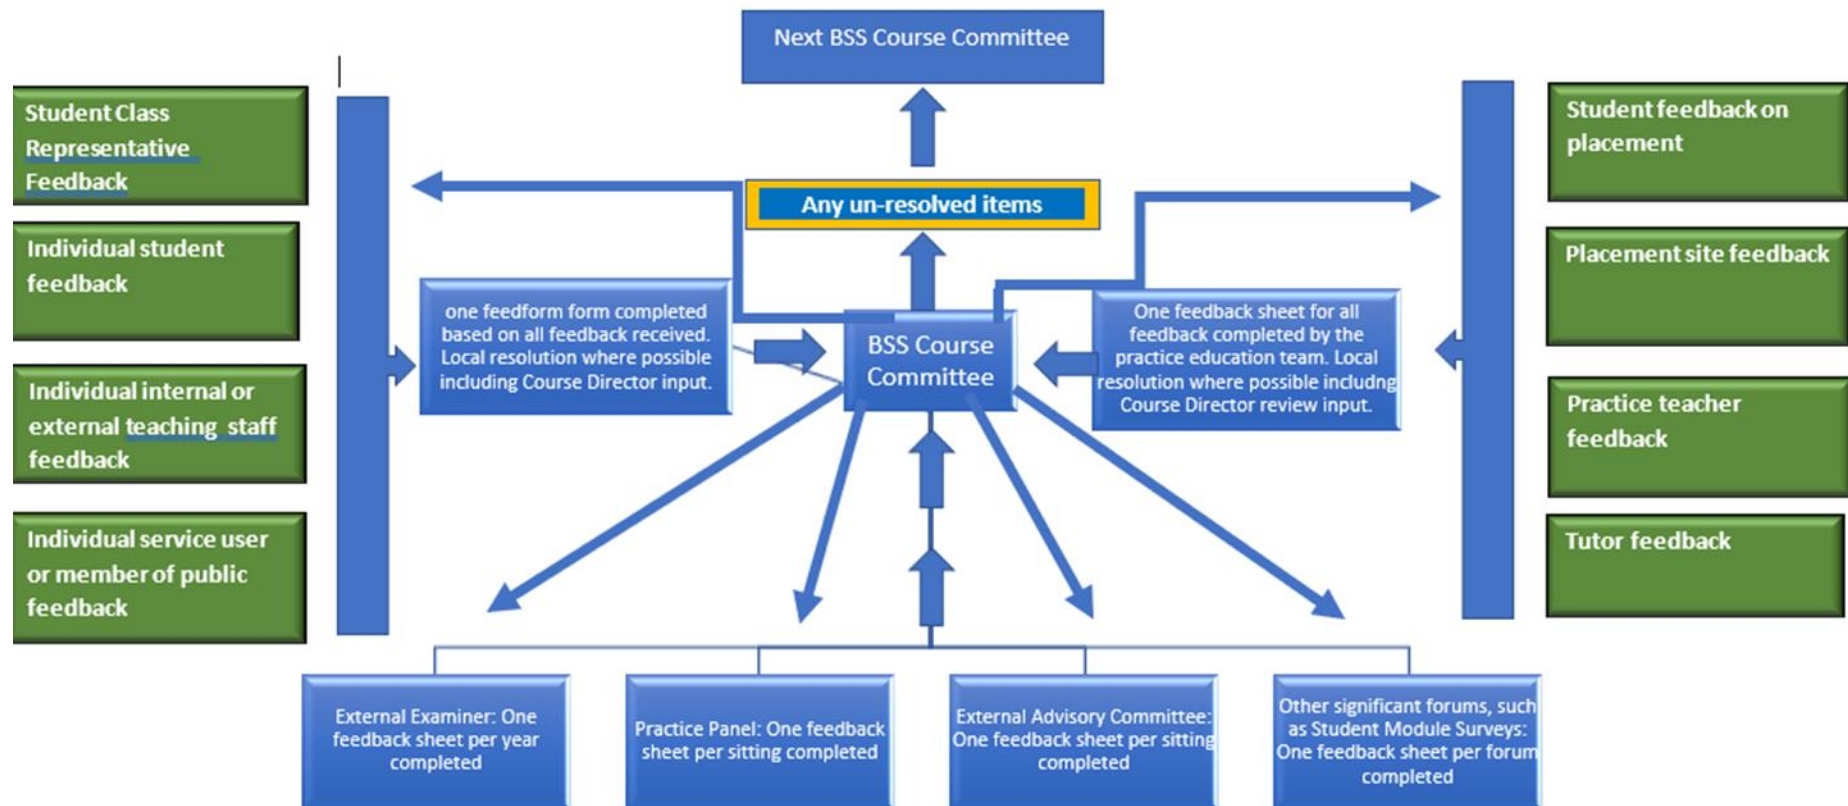 Next BSS Course Committee
Student Class
Representative
Feedback
Individual student
feedback
Individual internal or
external teaching staff
feedback
Individual service user
or member of public
feedback
Any un-resolved items
one feedform form completed
based on all feedback received.
Local resolution where possible
including Course Director input.
BSS Course
Committee
One feedback sheet for all
feedback completed by the
practice education team. Local
resolution where possible includng
Course Director review input.
Student feedback on
placement
Placement site feedback
Practice teacher
feedback
Tutor feedback
External Examiner: One
feedback sheet per year
completed
Practice Panel: One feedback
sheet per sitting completed
External Advisory Committee:
One feedback sheet per sitting
completed
Other significant forums, such
as Student Module Surveys:
One feedback sheet per forum
completed